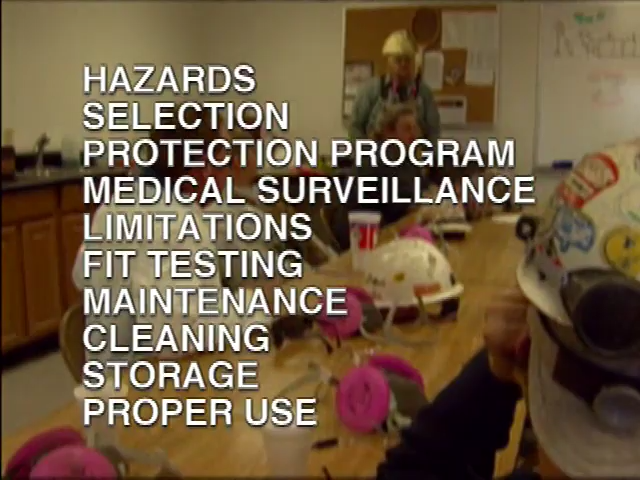 HAZARDS
SELECTION
PROTECTION PROGRAM
MEDICAL SURVEILLANCE
LIMITATIONS
FIT TESTING
MAINTENANCE
CLEANING
STORAGE
PROPER USE